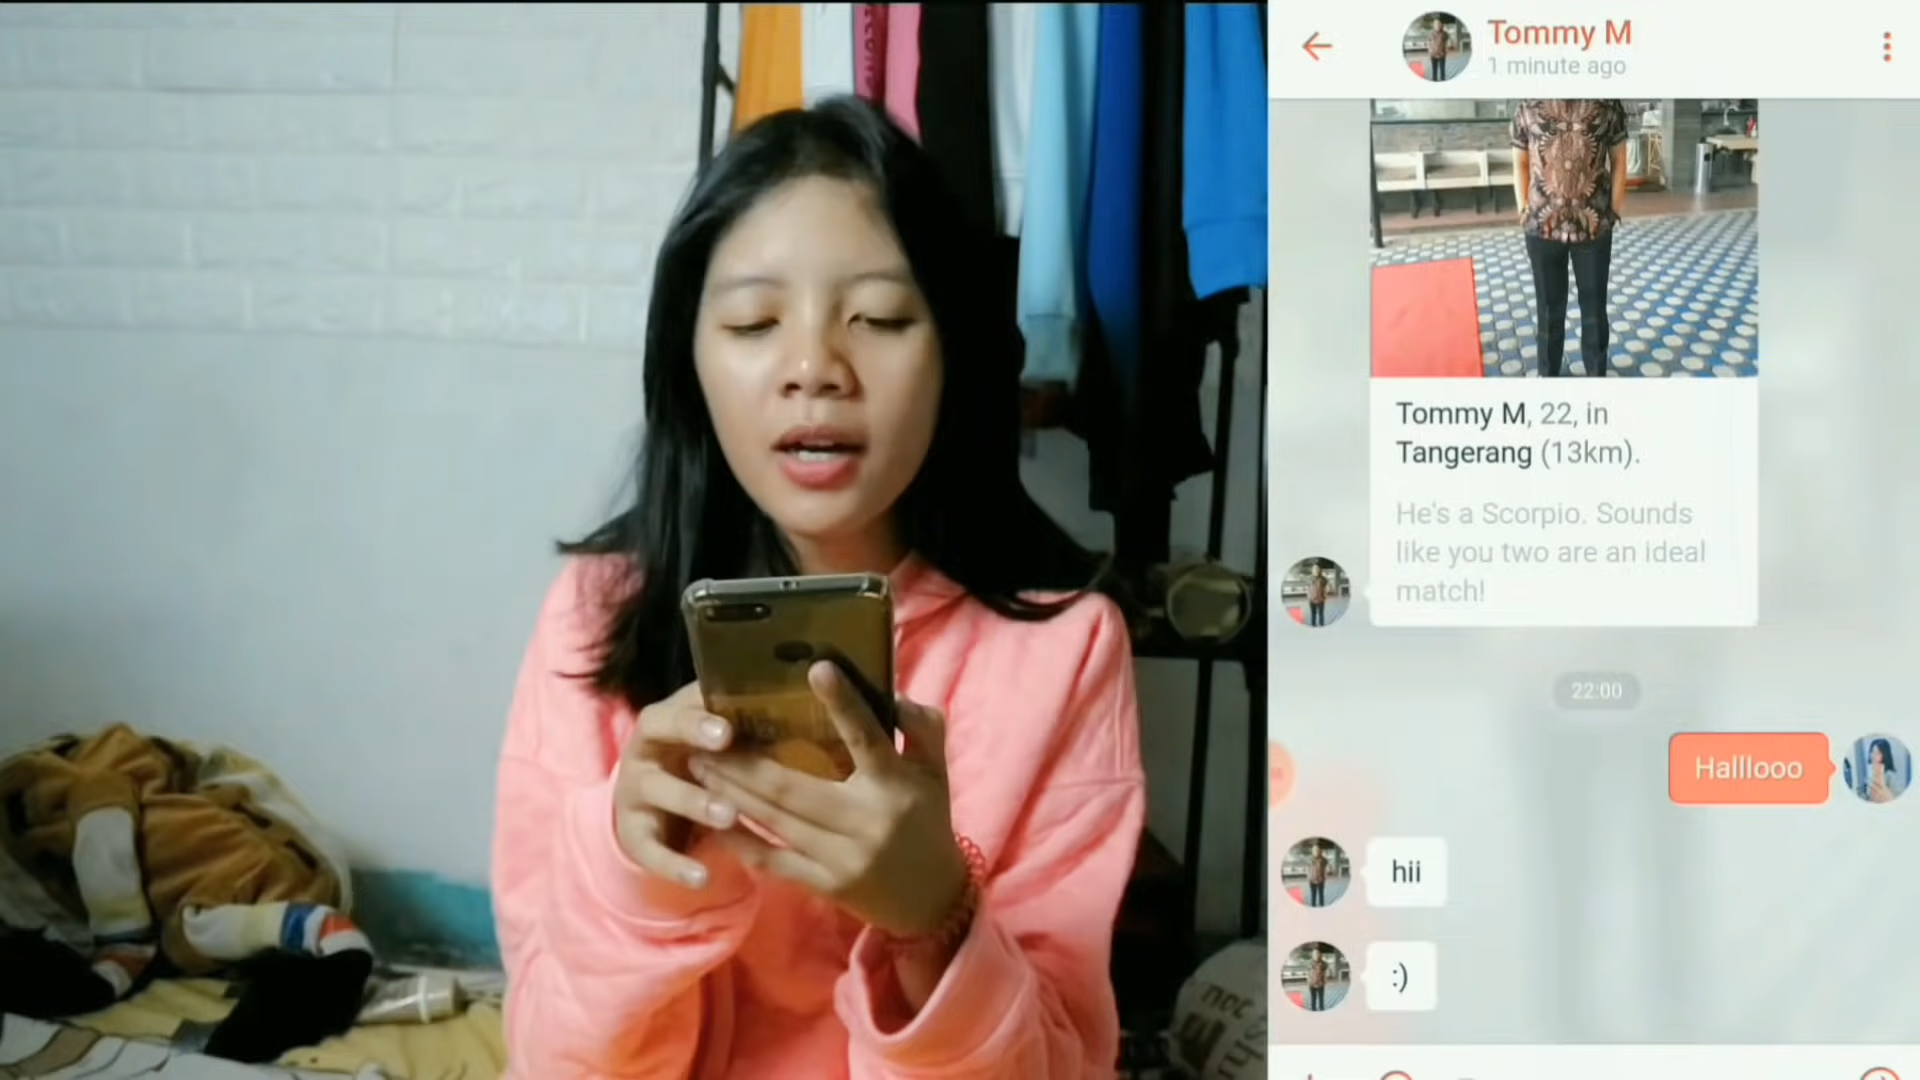 Tommy M
1 minute ago
Tommy M, 22, in
Tangerang (13km).
He's a Scorpio. Sounds
like you two are an ideal
match!
22:00
Halllooo
hii
:)